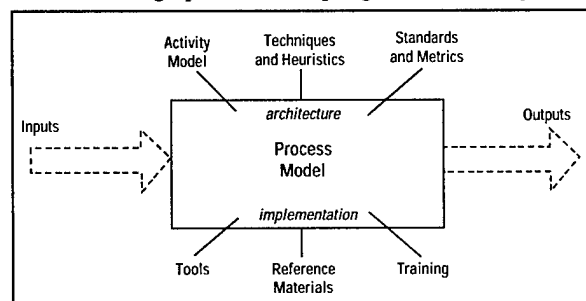 Activity
Model
Techniques
and Heuristics
Standards
and Metrics
Inputs
architecture
Outputs
Process
Model
implementation
Tools
Reference
Materials
Training